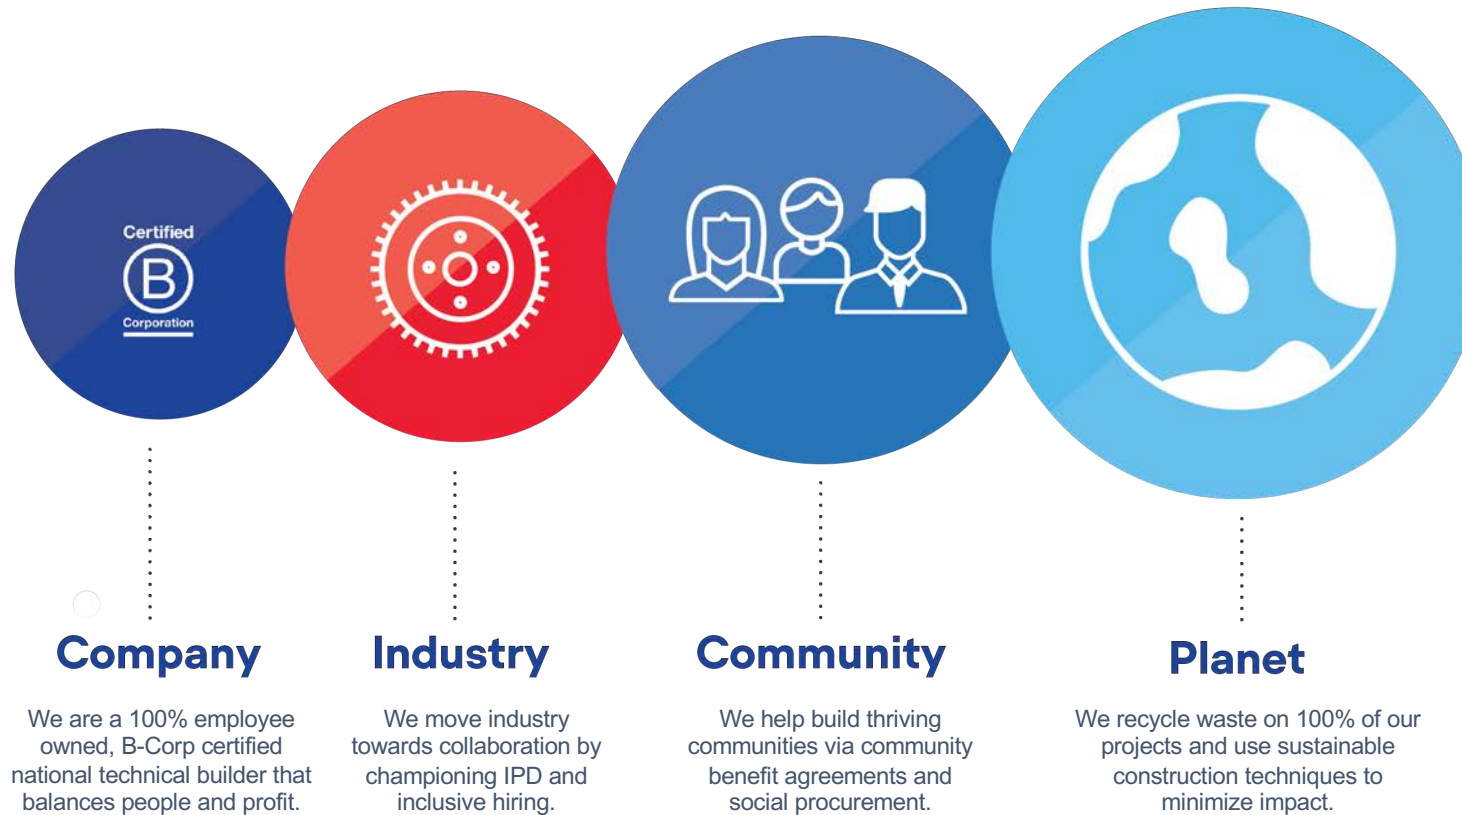 Certified
B
Corporation
Company
We are a 100% employee
owned, B-Corp certified
national technical builder that
balances people and profit.
Industry
We move industry
towards collaboration by
championing IPD and
inclusive hiring.
Community
We help build thriving
communities via community
benefit agreements and
social procurement.
Planet
We recycle waste on 100% of our
projects and use sustainable
construction techniques to
minimize impact.